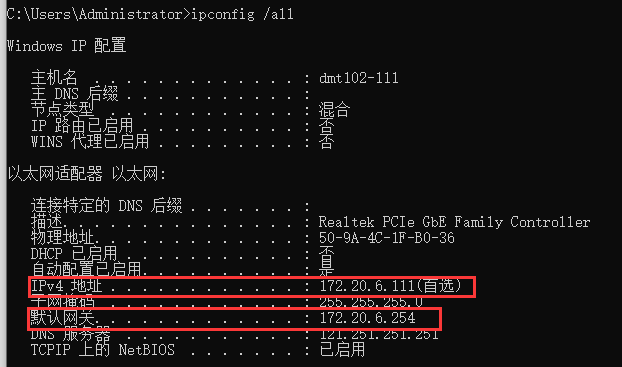 C:\Users\Administrator>ipconfig /all
Windows IP 配置
主机名 . . . . . . . . . . . . . : dmt102-111
主 DNS 后缀 . . . . . . . . . . . :
节点类型 . . . . . . . . . . . . : 混合
IP 路由已启用 . . . . . . . . . . : 否
WINS 代理已启用 . . . . . . . . . : 否
以太网适配器 以太网:
连接特定的 DNS 后缀 . . . . . . . :
描述. . . . . . . . . . . . . . . : Realtek PCIe GbE Family Controller
物理地址. . . . . . . . . . . . . : 50-9A-4C-1F-B0-36
DHCP 已启用 . . . . . . . . . . . : 否
自动配置已启用. . . . . . . . . . : 是
IPv4 地址 . . . . . . . . . . . . : 172.20.6.111(首选)
子网掩码 . . . . . . . . . . . . : 255.255.255.0
默认网关. . . . . . . . . . . . . : 172.20.6.254
DNS 服务器 . . . . . . . . . . . : 121.251.251.251
TCPIP 上的 NetBIOS . . . . . . . : 已启用